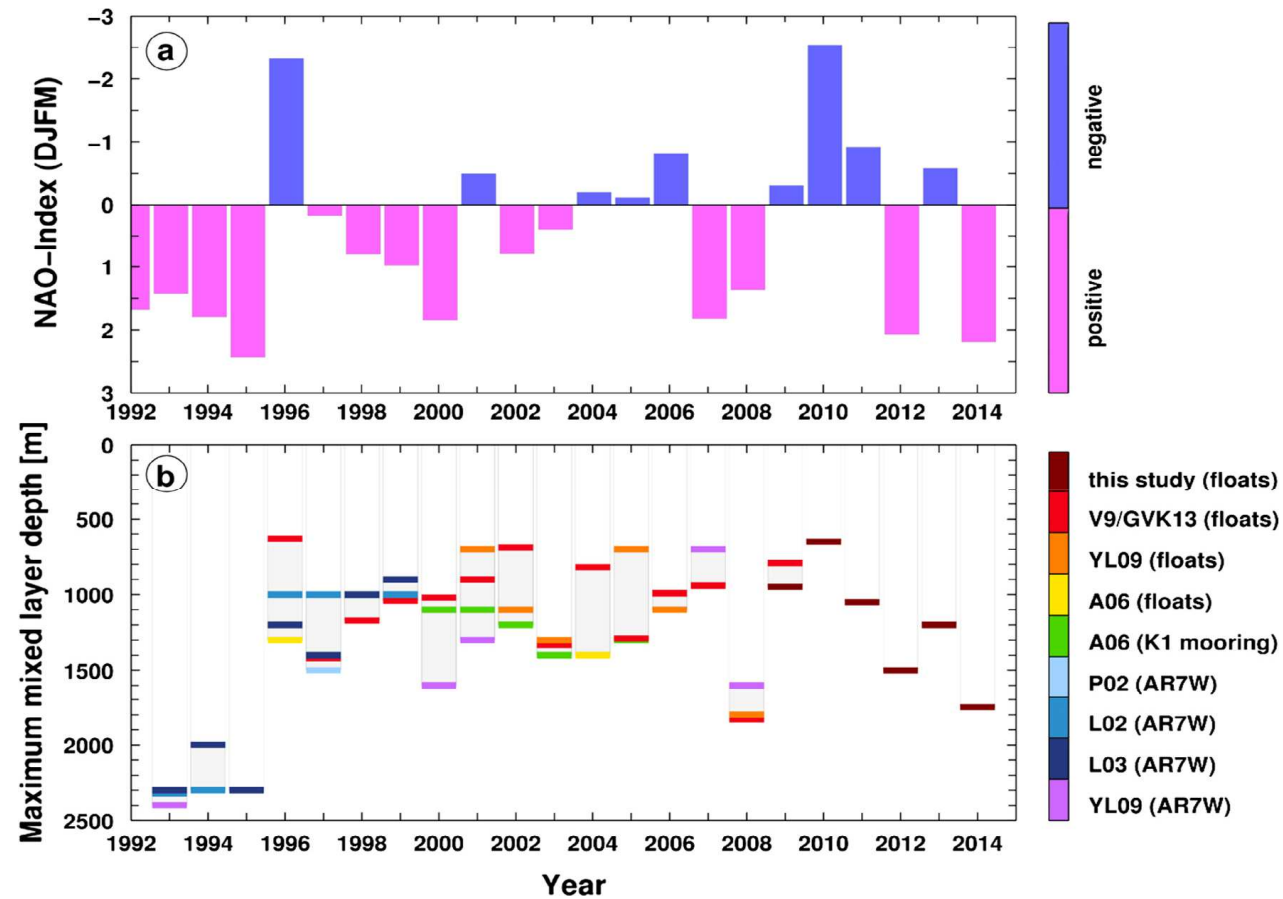 a
NAO-Index (DJFM)
-3
-2
-1
0
1
2
3
1992 1994 1996 1998 2000 2002 2004 2006 2008 2010 2012 2014
negative
positive
b
Maximum mixed layer depth [m]
0
500
1000
1500
2000
2500
1992 1994 1996 1998 2000 2002 2004 2006 2008 2010 2012 2014
Year
this study (floats)
V9/GVK13 (floats)
YL09 (floats)
A06 (floats)
A06 (K1 mooring)
P02 (AR7W)
L02 (AR7W)
L03 (AR7W)
YL09 (AR7W)